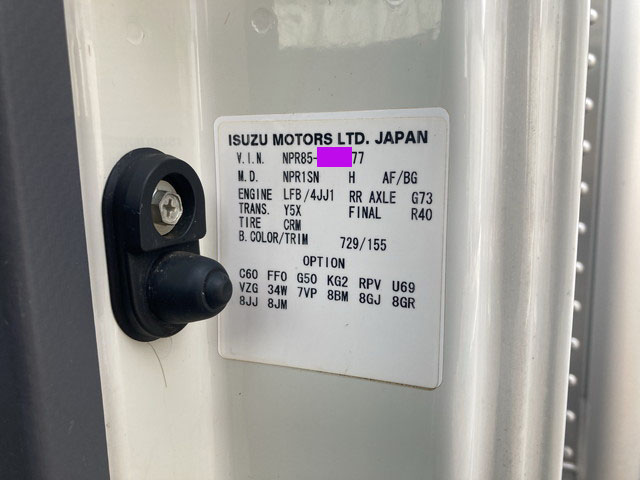 ISUZU MOTORS LTD. JAPAN
V.I.N. NPR85- 77
M.D. NPR1SN H AF/BG
ENGINE LFB/4JJ1 RR AXLE G73
TRANS. Y5X FINAL R40
TIRE CRM
B.COLOR/TRIM 729/155
OPTION
C60 FF0 G50 KG2 RPV U69
VZG 34W 7VP 8BM 8GJ 8GR
8JJ 8JM